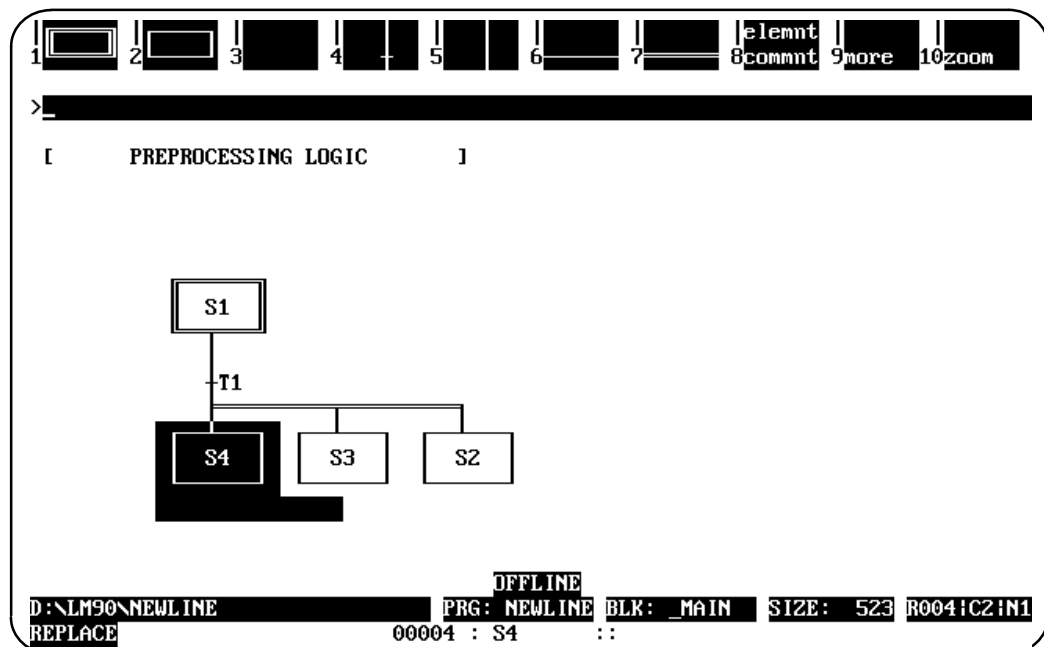 elemnt
1 2 3 4 5 6 7 8commnt 9more 10zoom
>_
[ PREPROCESSING LOGIC ]
S1
T1
S4 S3 S2
OFFLINE
D:\LM90\NEWLINE PRG: NEWLINE BLK: _MAIN SIZE: 523 R004|C2|N1
REPLACE 00004 : S4 ::